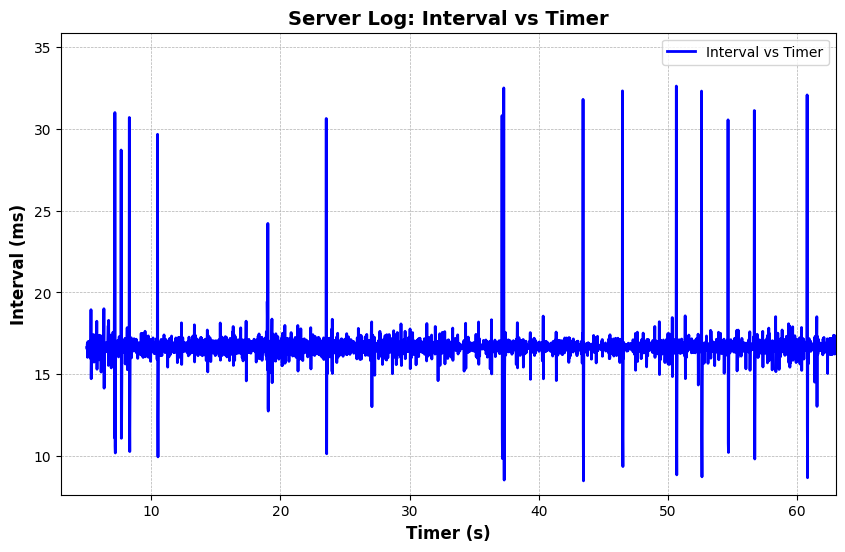 Server Log: Interval vs Timer
Interval vs Timer
35
30
25
20
15
10
Interval (ms)
10 20 30 40 50 60
Timer (s)